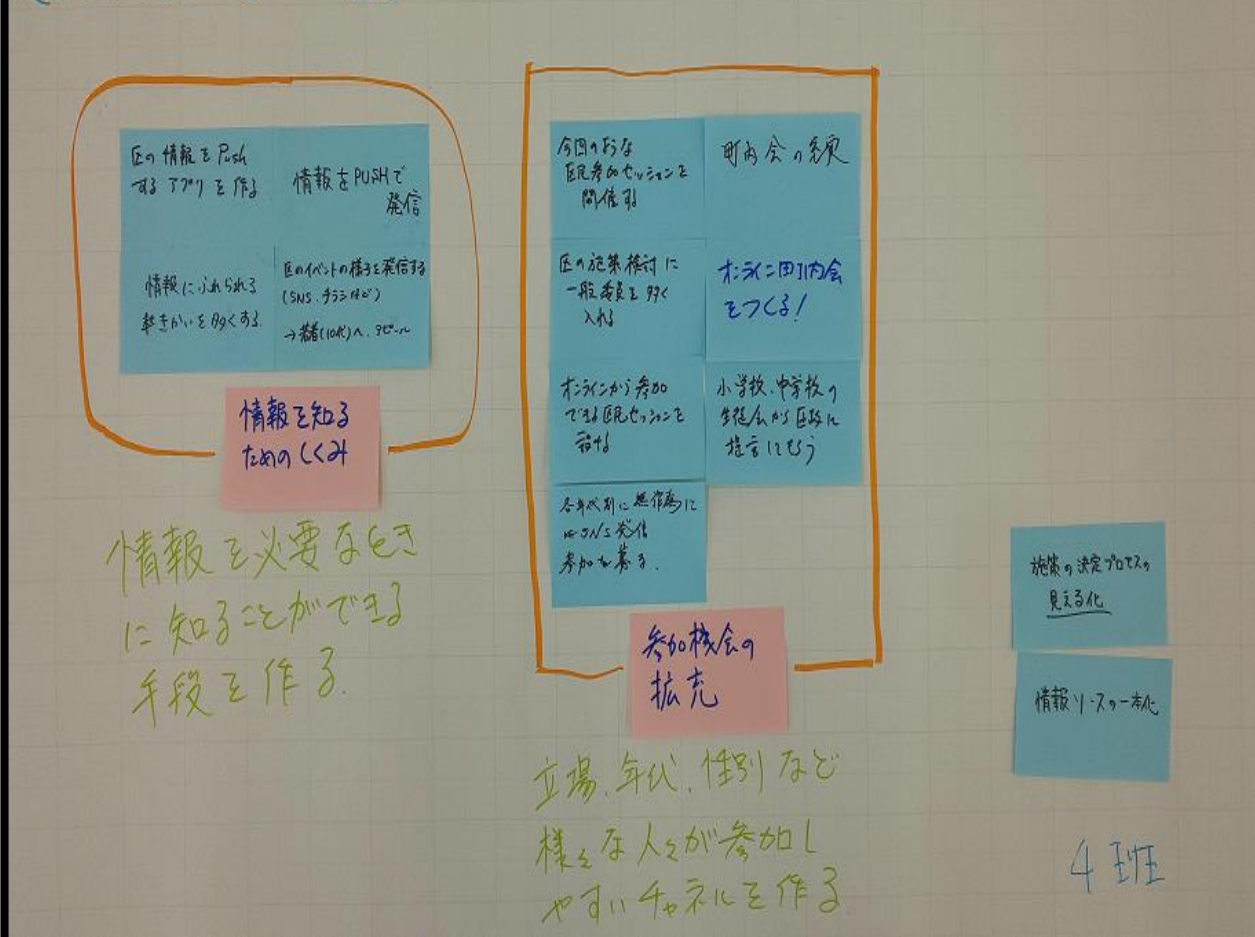 区の情報をPush
するアプリを作る
情報をPUSHで
発信
情報にふれられる
を多くする
区のイベントの様子を発信する
(SNS、チラシなど)
→若者(10代)へ、アピール
情報を知る
ためのしくみ
情報を必要なとき
に知ることができる
手段を作る
今回のような
区民参加セッションを
開催する
町内会の充実
区の施策検討に
一般委員を多く
入れる
オンライン町内会
をつくる!
オンラインから参加
できる区民セッションを
設ける
小学校、中学校の
生徒会から区政に
提言してもらう
各年代別に無作為に
SNS発信
参加を募る.
参加機会の
拡充
立場、年代、性別など
様々な人々が参加し
やすいチャネルを作る
施策の決定プロセスの
見える化
情報ソースの一本化
4班